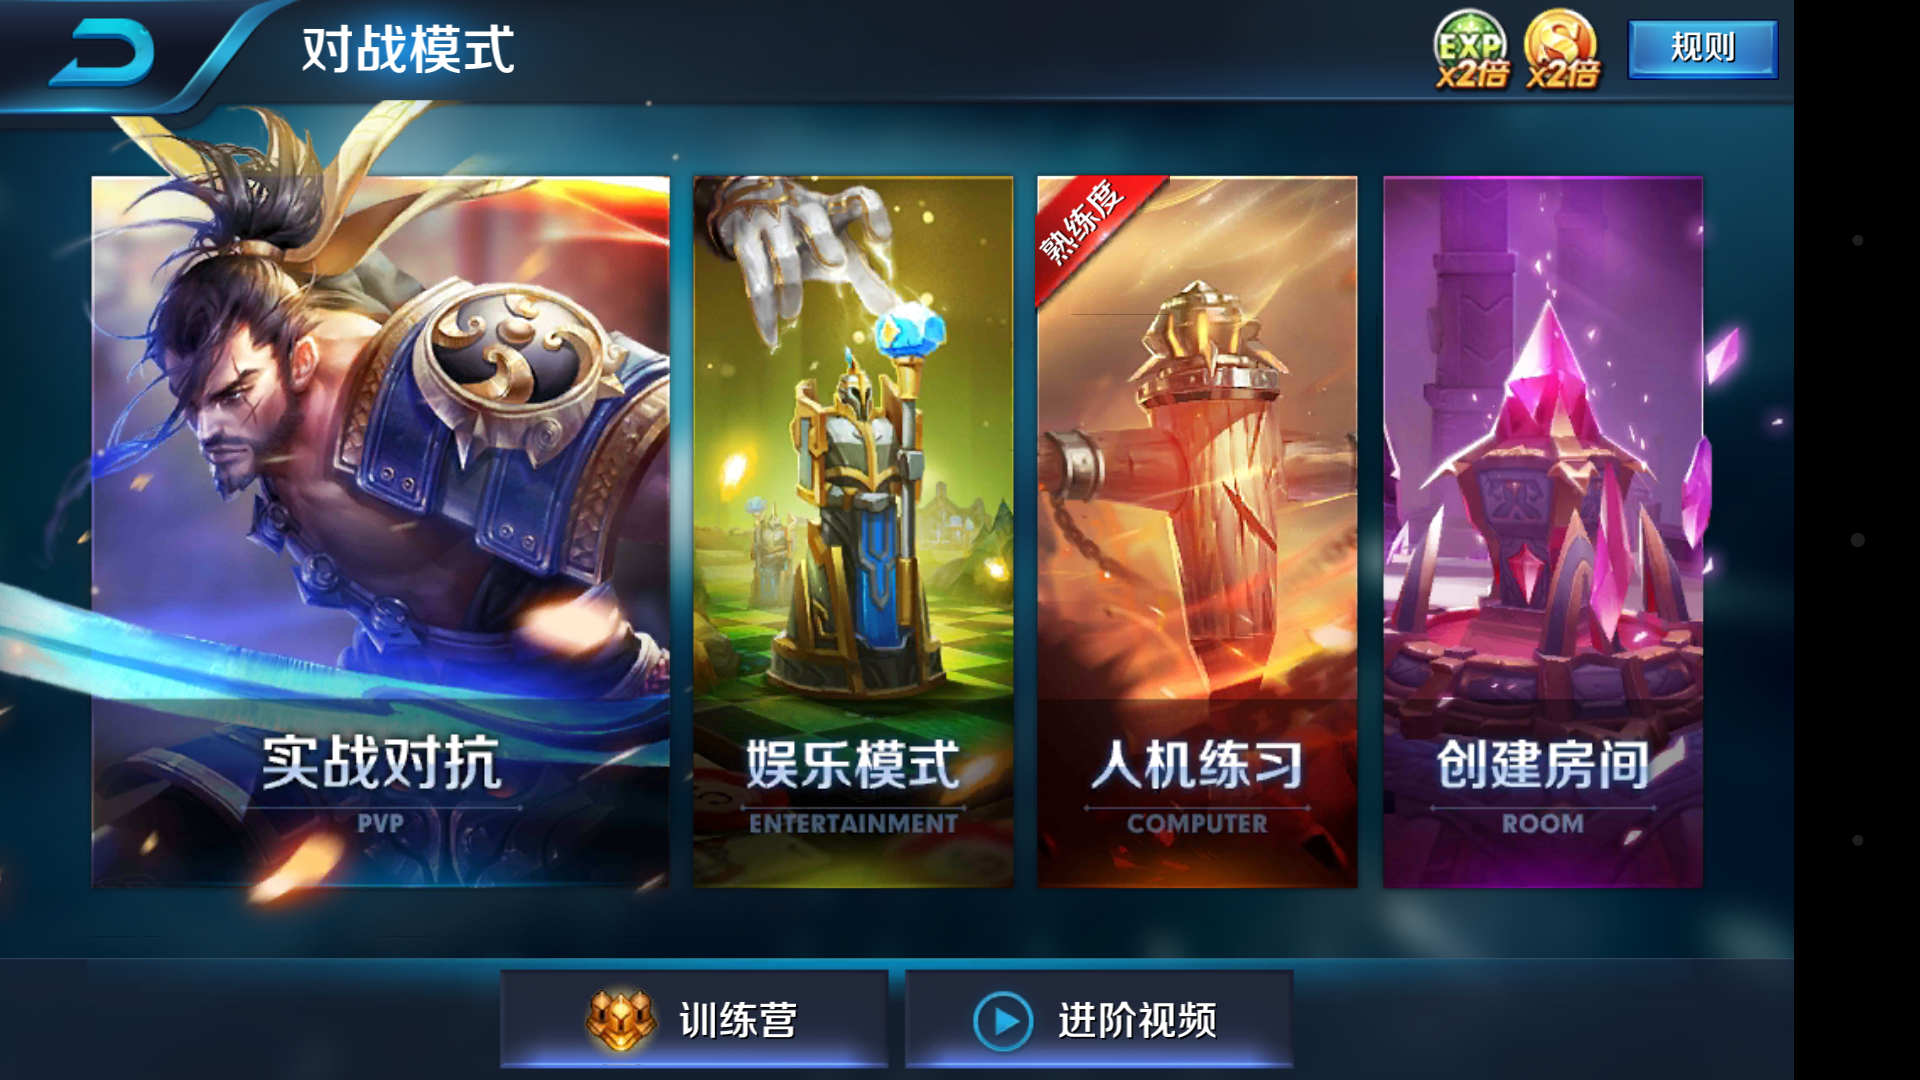 对战模式
EXP
x2倍
S
x2倍
规则
熟练度
实战对抗
PVP
娱乐模式
ENTERTAINMENT
人机练习
COMPUTER
创建房间
ROOM
训练营
进阶视频